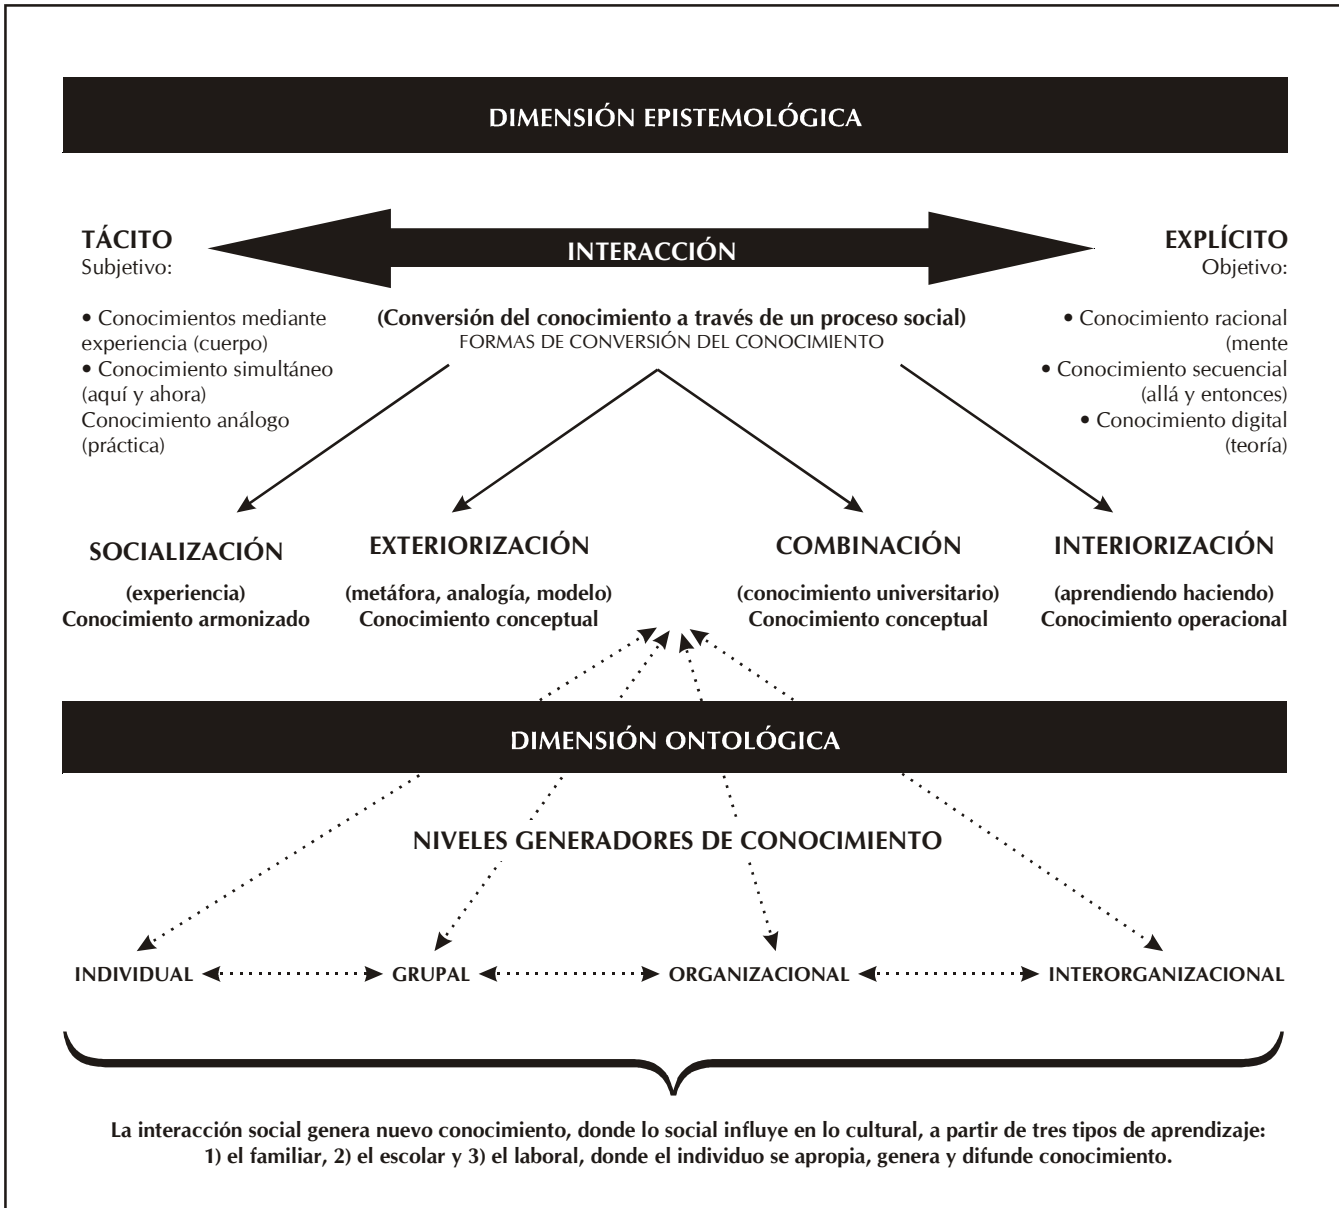 DIMENSIÓN EPISTEMOLÓGICA
TÁCITO
Subjetivo:
INTERACCIÓN
EXPLÍCITO
Objetivo:
• Conocimientos mediante
experiencia (cuerpo)
• Conocimiento simultáneo
(aquí y ahora)
Conocimiento análogo
(práctica)
(Conversión del conocimiento a través de un proceso social)
FORMAS DE CONVERSIÓN DEL CONOCIMIENTO
• Conocimiento racional
(mente
• Conocimiento secuencial
(allá y entonces)
• Conocimiento digital
(teoría)
SOCIALIZACIÓN
(experiencia)
Conocimiento armonizado
EXTERIORIZACIÓN
(metáfora, analogía, modelo)
Conocimiento conceptual
COMBINACIÓN
(conocimiento universitario)
Conocimiento conceptual
INTERIORIZACIÓN
(aprendiendo haciendo)
Conocimiento operacional
DIMENSIÓN ONTOLÓGICA
NIVELES GENERADORES DE CONOCIMIENTO
INDIVIDUAL
GRUPAL
ORGANIZACIONAL
INTERORGANIZACIONAL
La interacción social genera nuevo conocimiento, donde lo social influye en lo cultural, a partir de tres tipos de aprendizaje:
1) el familiar, 2) el escolar y 3) el laboral, donde el individuo se apropia, genera y difunde conocimiento.